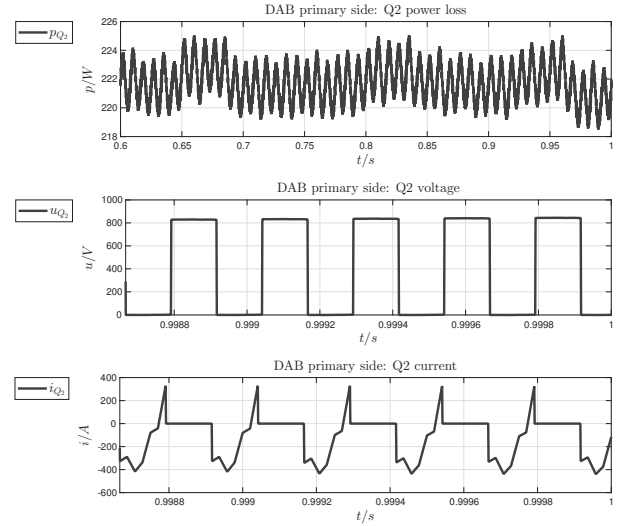 DAB primary side: Q2 power loss
p_{Q_2}
226
224
222
220
218
p/W
0.6 0.65 0.7 0.75 0.8 0.85 0.9 0.95 1
t/s
DAB primary side: Q2 voltage
u_{Q_2}
1000
800
600
400
200
0
u/V
0.9988 0.999 0.9992 0.9994 0.9996 0.9998 1
t/s
DAB primary side: Q2 current
i_{Q_2}
400
200
0
-200
-400
-600
i/A
0.9988 0.999 0.9992 0.9994 0.9996 0.9998 1
t/s